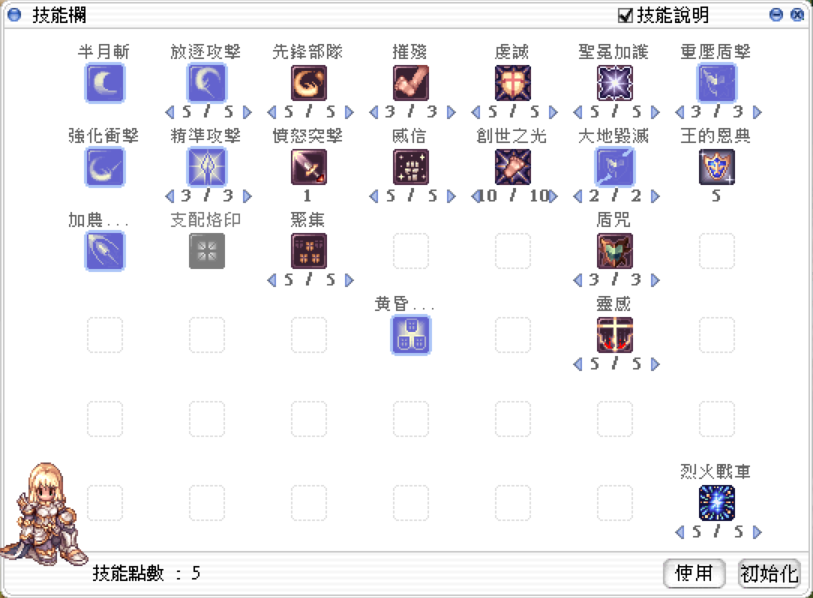 技能欄 技能說明
半月斬 放逐攻擊 先鋒部隊 摧殘 虔誠 聖冕加護 重壓盾擊
5 / 5 5 / 5 3 / 3 5 / 5 5 / 5 3 / 3
強化衝擊 精準攻擊 憤怒突擊 威信 創世之光 大地毀滅 王的恩典
3 / 3 1 5 / 5 10 / 10 2 / 2 5
加農... 支配烙印 聚集 盾咒
5 / 5 3 / 3
黃昏... 靈感
5 / 5
烈火戰車
5 / 5
技能點數 : 5 使用 初始化